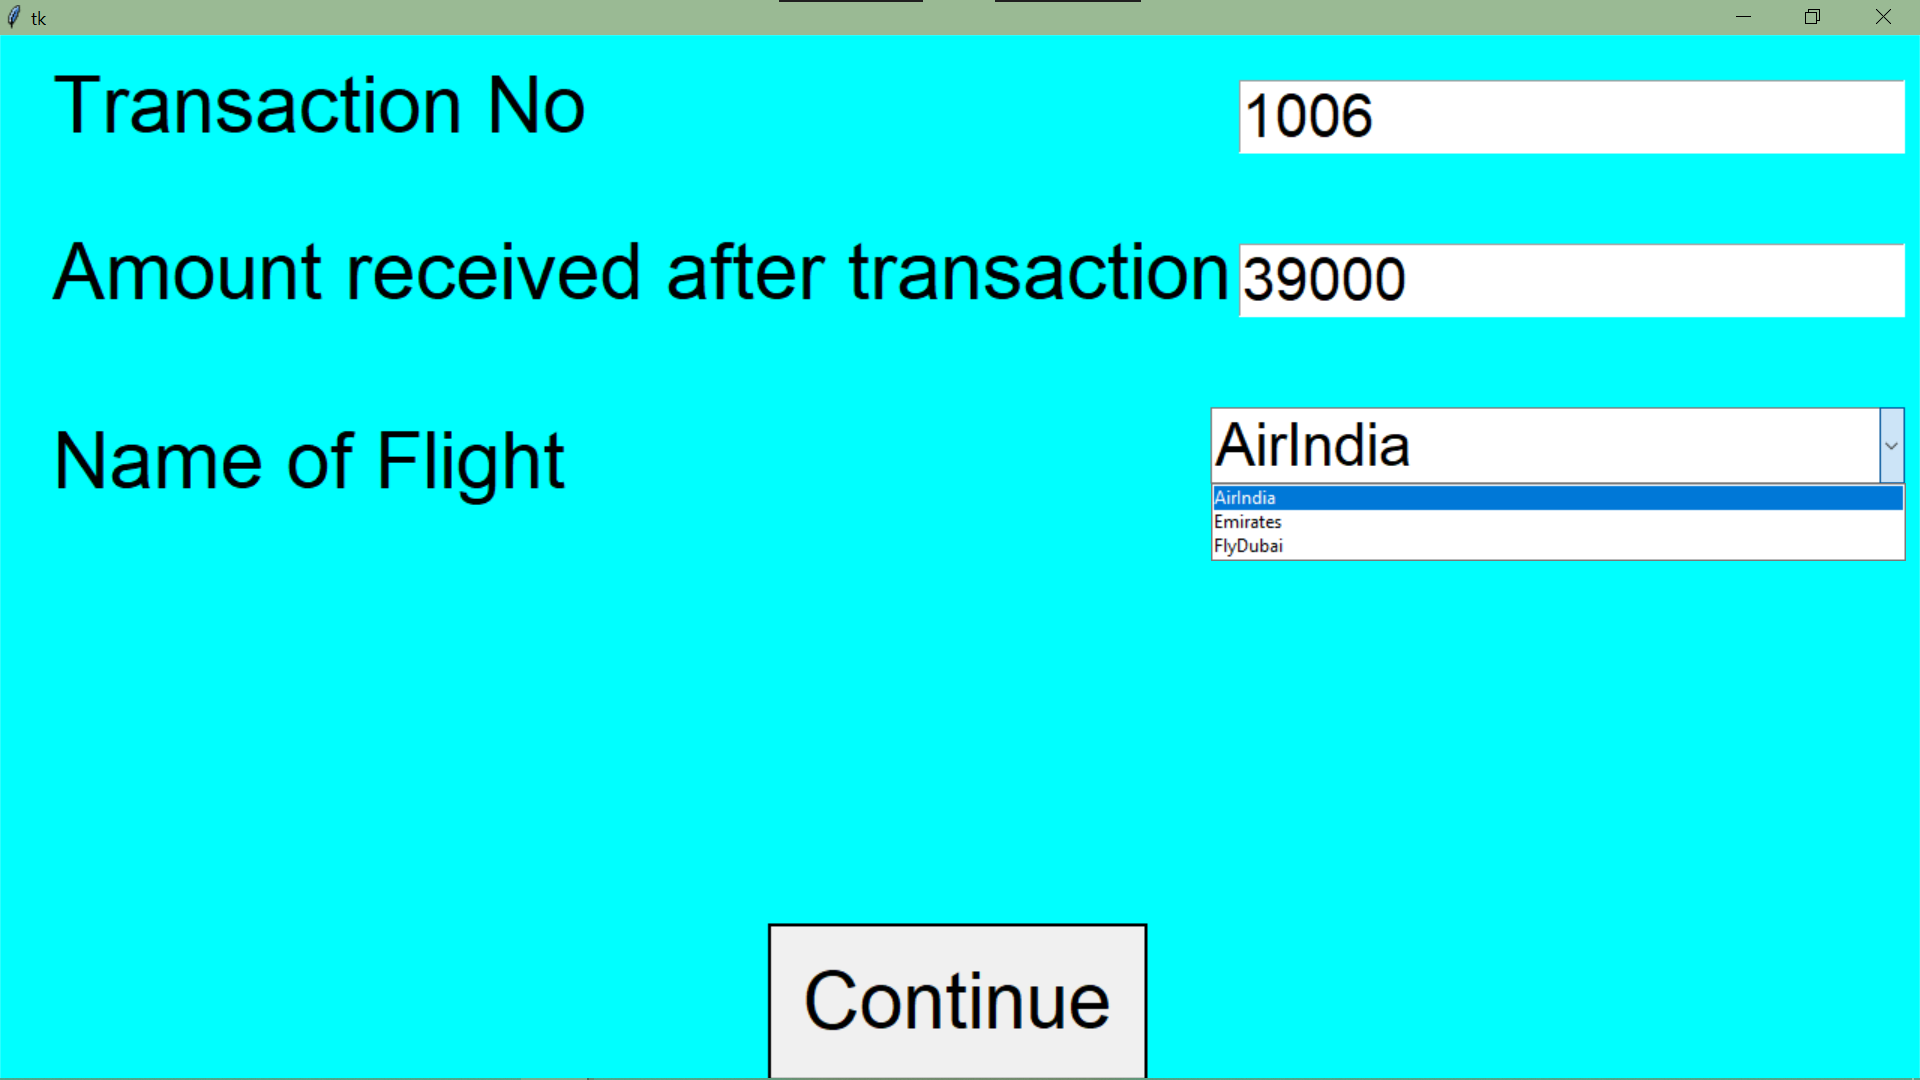 tk
Transaction No
1006
Amount received after transaction
39000
Name of Flight
AirIndia
AirIndia
Emirates
FlyDubai
Continue